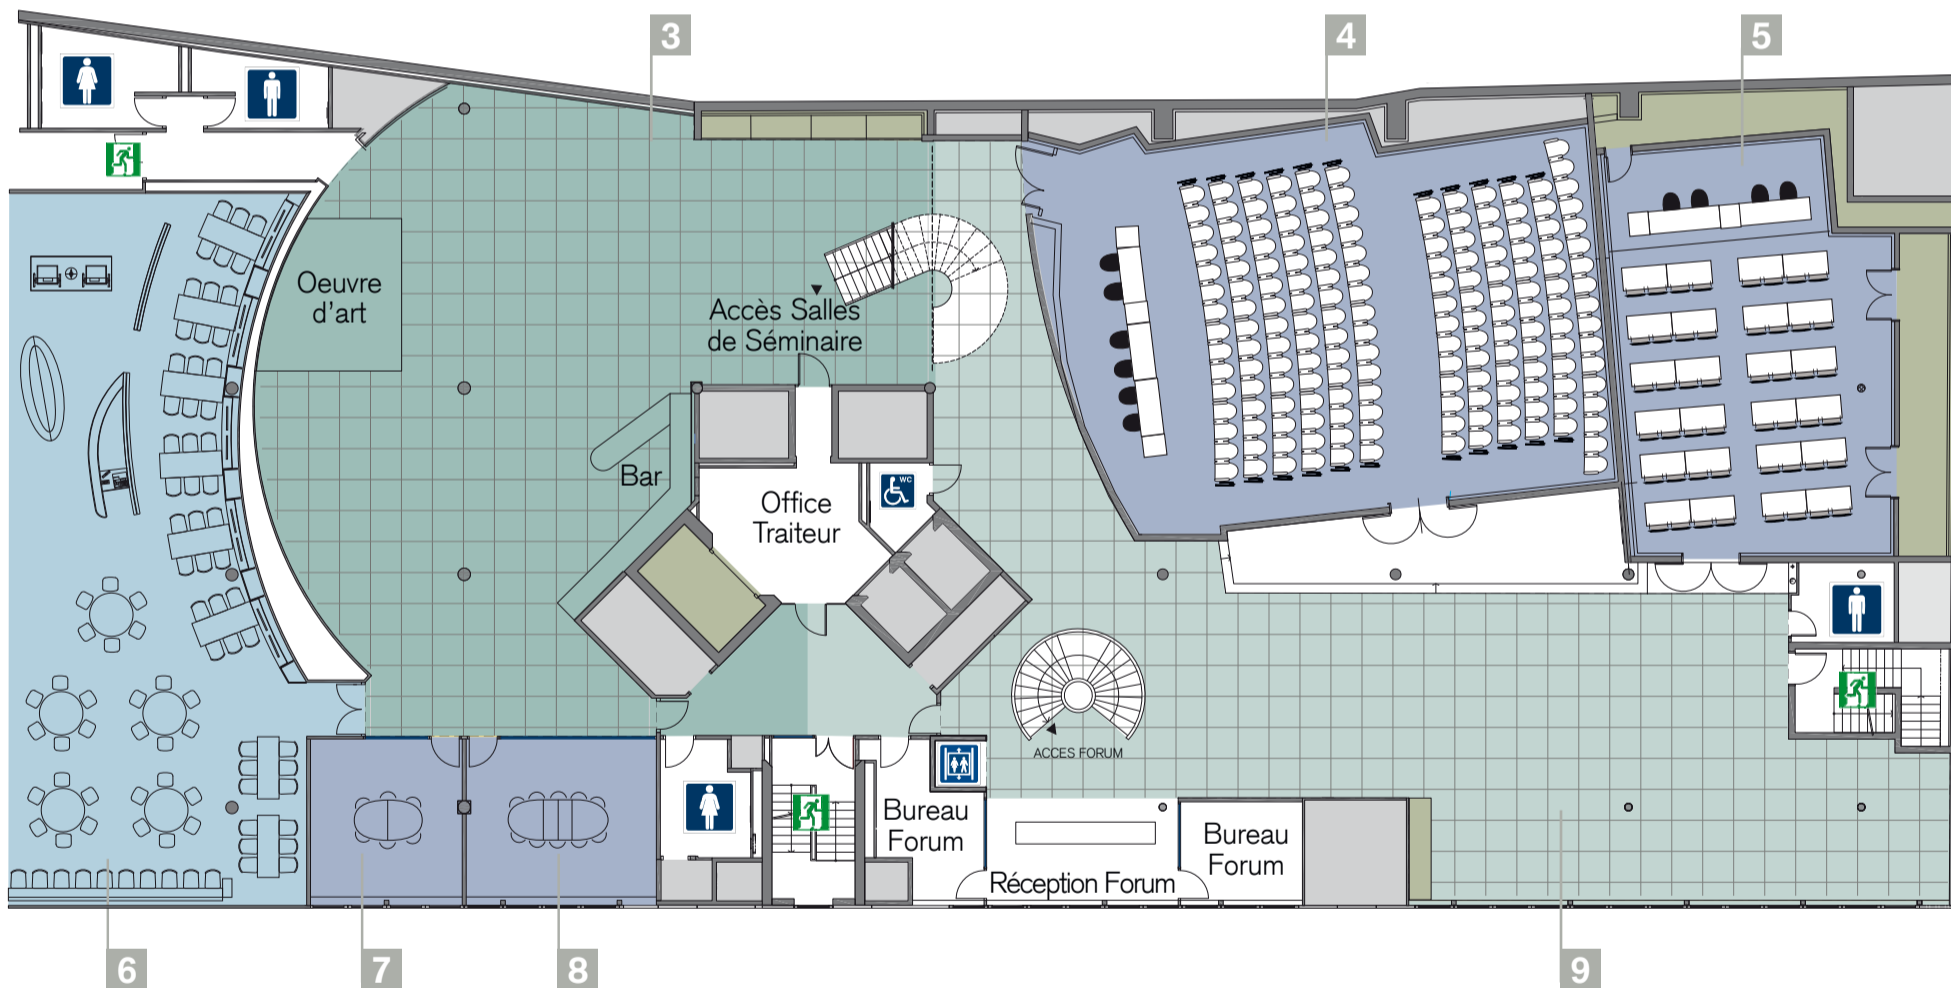 3
4
5
Oeuvre
d'art
Accès Salles
de Séminaire
Bar
Office
Traiteur
WC
ACCES FORUM
Bureau
Forum
Réception Forum
Bureau
Forum
6
7
8
9